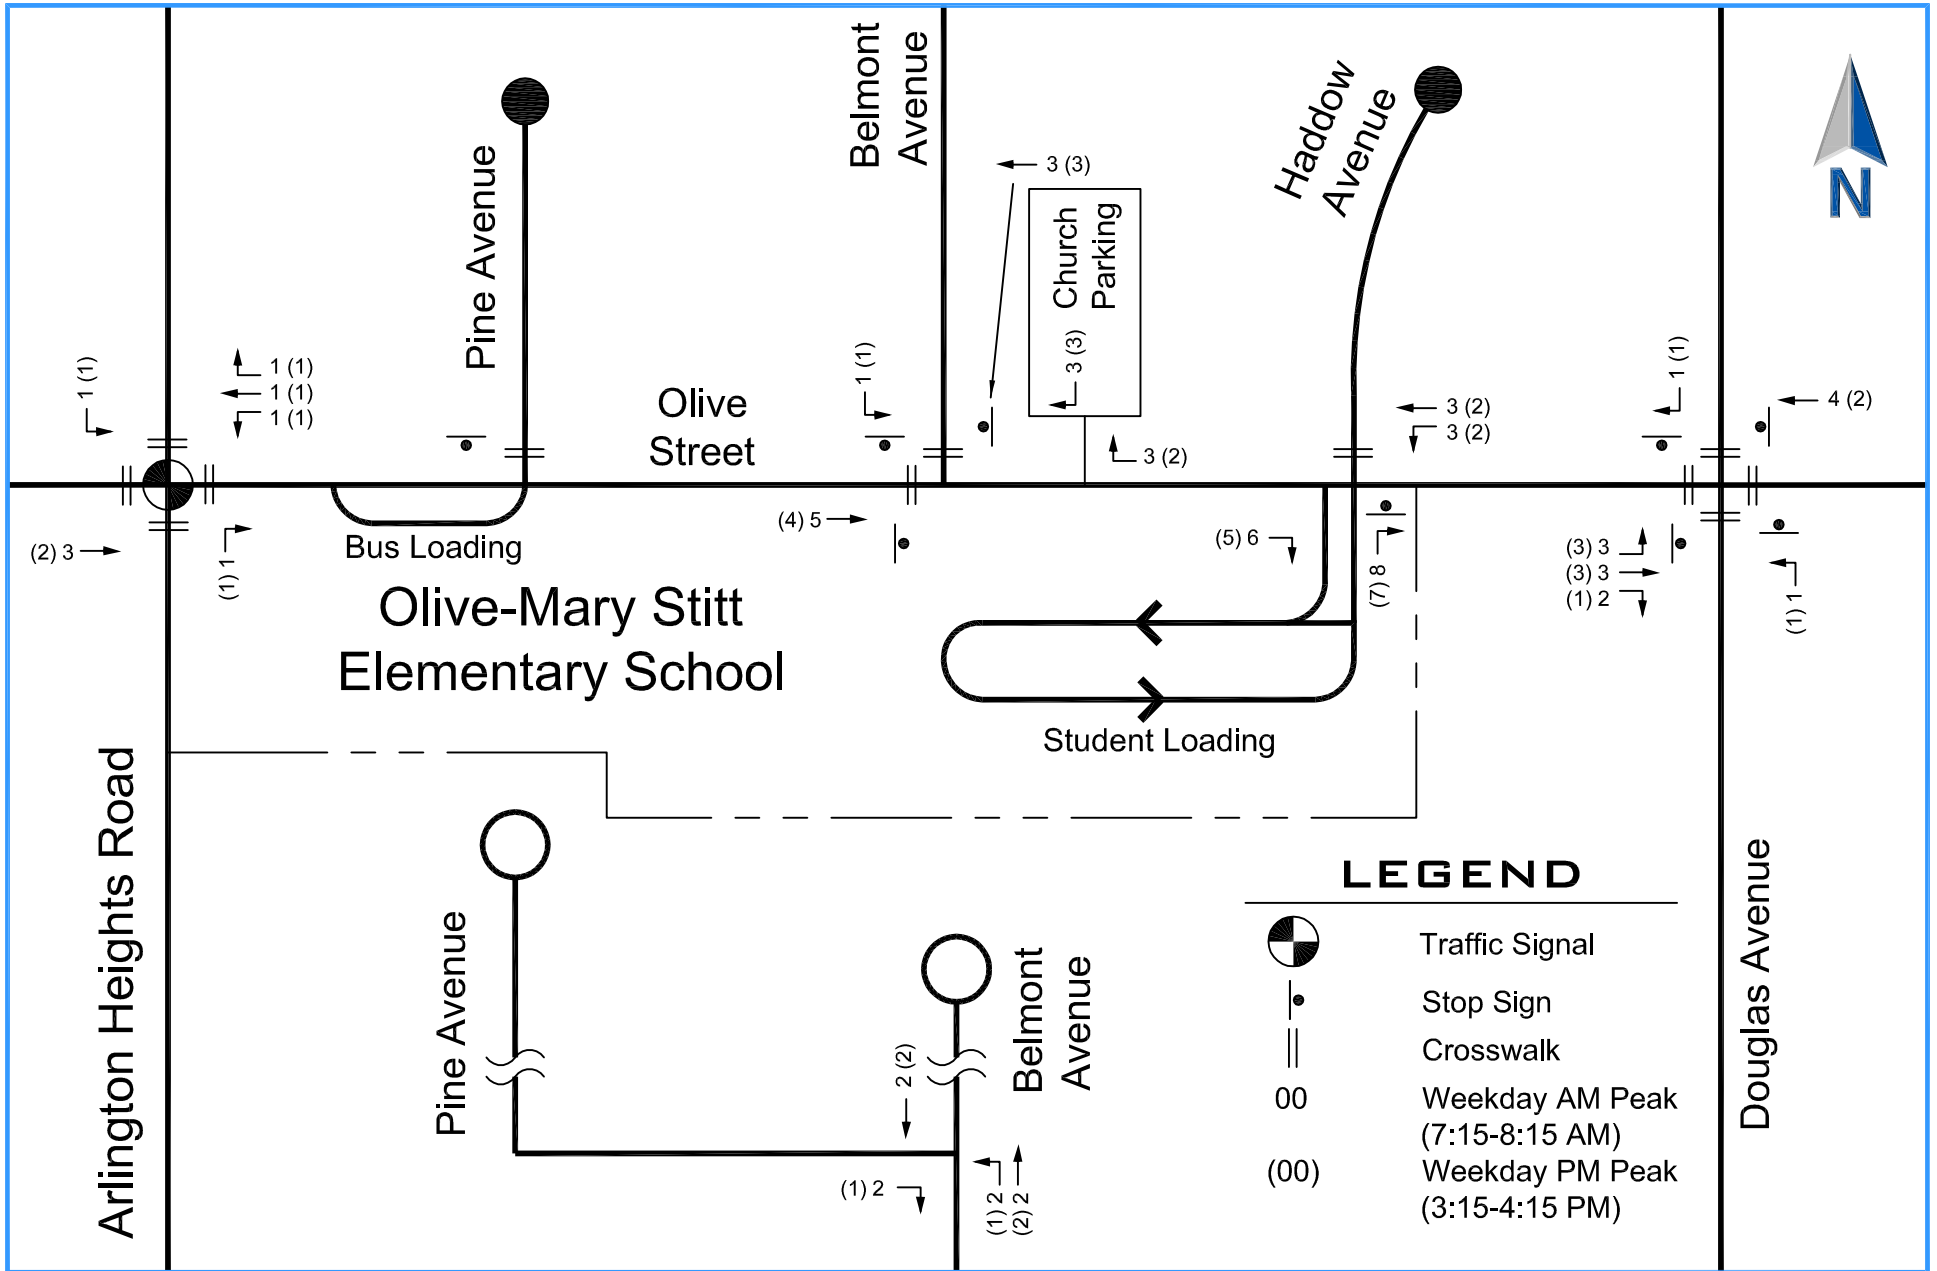 Belmont
Avenue
Haddow
Avenue
Pine Avenue
N
3 (3)
Church
Parking
3 (3)
1 (1)
1 (1)
1 (1)
1 (1)
Olive
Street
1 (1)
3 (2)
3 (2)
3 (2)
1 (1)
4 (2)
(2) 3
(1) 1
Bus Loading
(4) 5
(5) 6
(7) 8
(3) 3
(3) 3
(1) 2
(1) 1
Olive-Mary Stitt
Elementary School
Student Loading
Arlington Heights Road
Pine Avenue
Belmont
Avenue
2 (2)
(1) 2
(1) 2
(2) 2
Douglas Avenue
LEGEND
Traffic Signal
Stop Sign
Crosswalk
00 Weekday AM Peak
(7:15-8:15 AM)
(00) Weekday PM Peak
(3:15-4:15 PM)